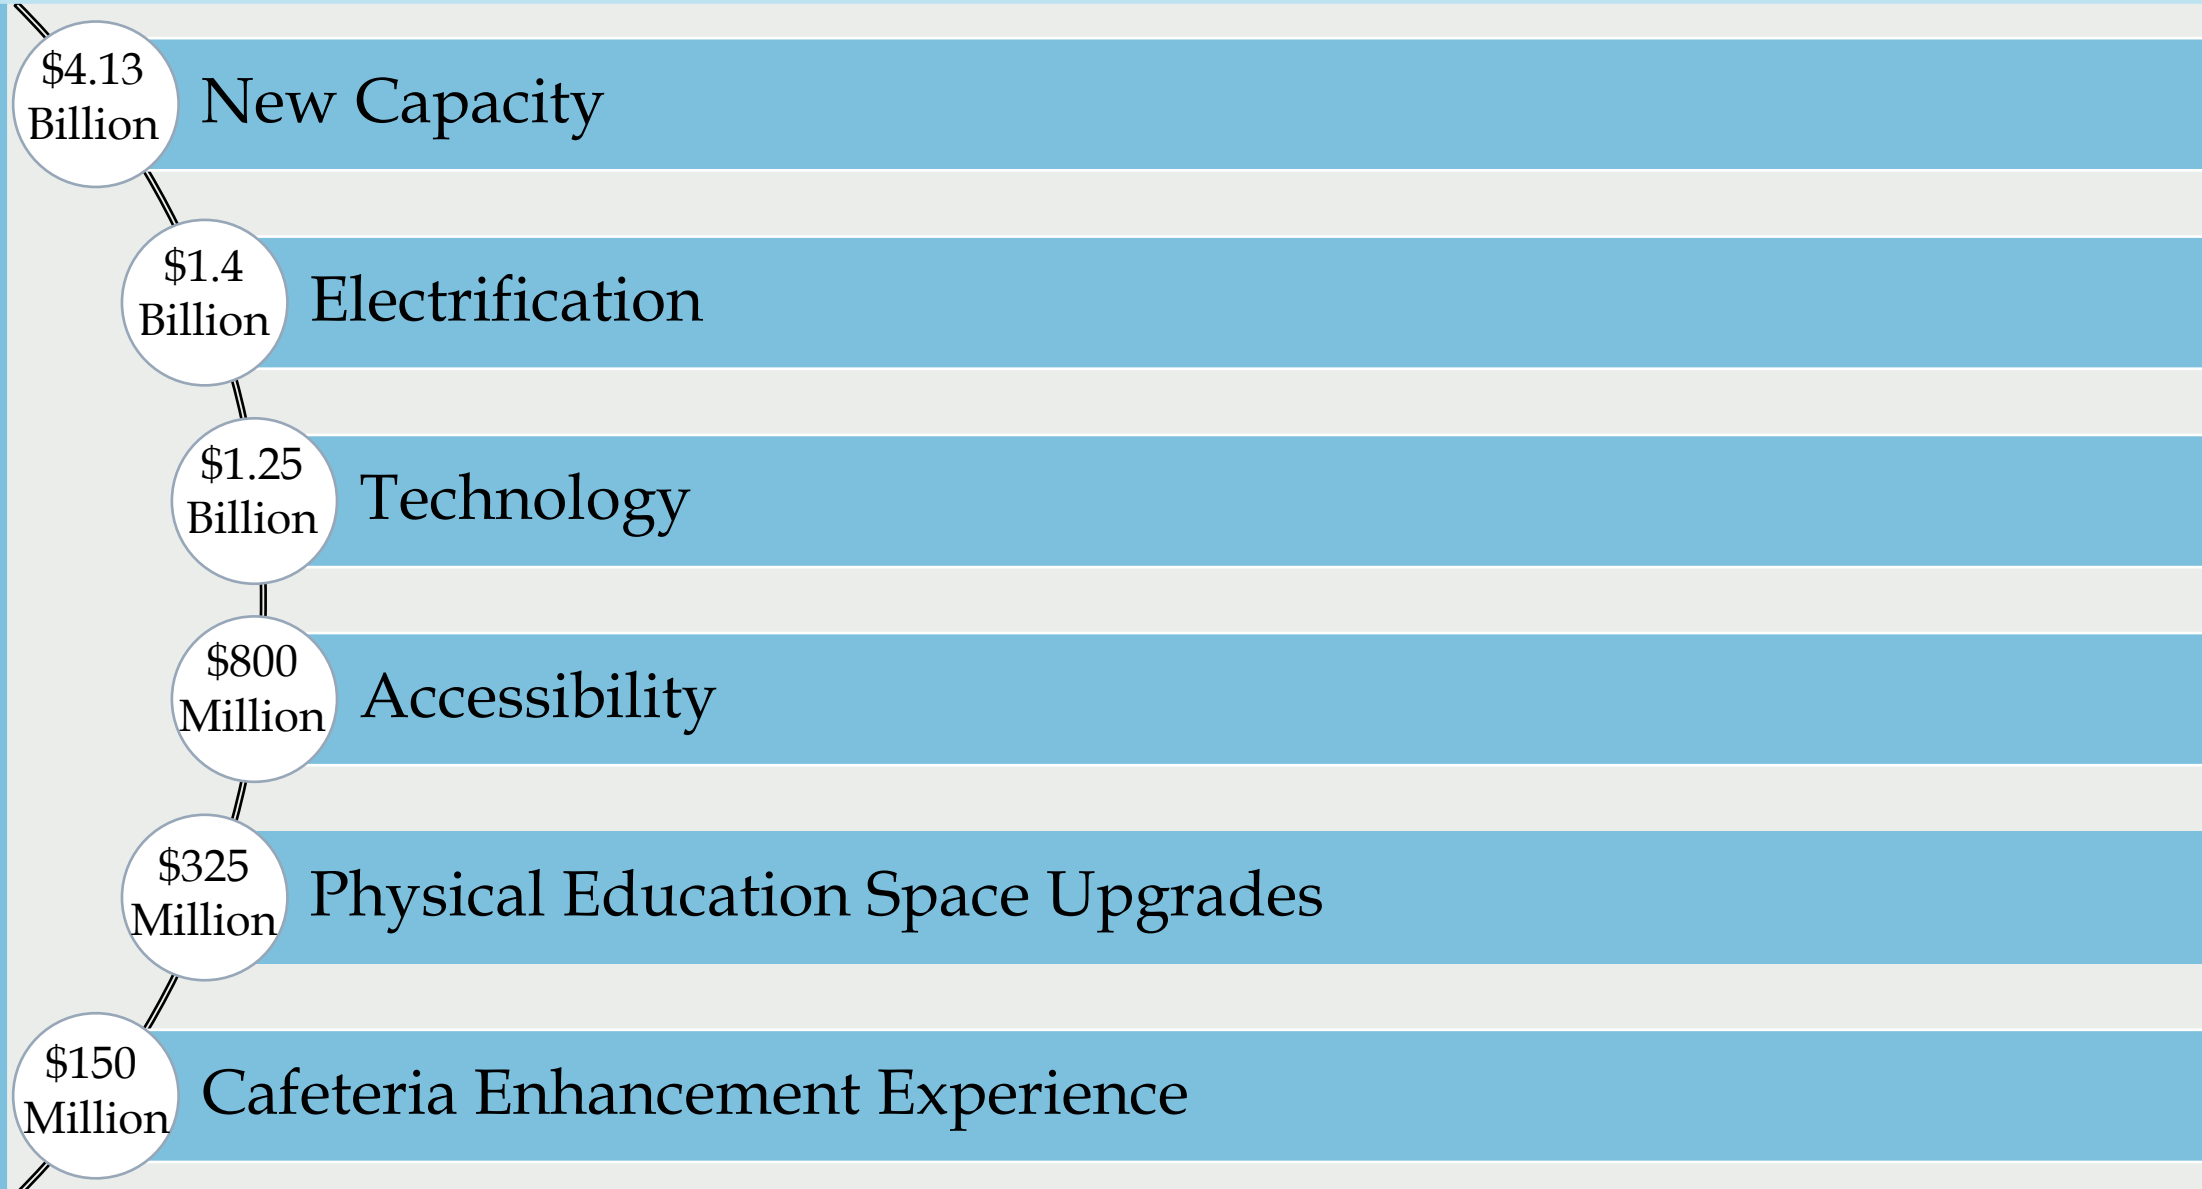 $4.13
Billion
New Capacity
$1.4
Billion
Electrification
$1.25
Billion
Technology
$800
Million
Accessibility
$325
Million
Physical Education Space Upgrades
$150
Million
Cafeteria Enhancement Experience